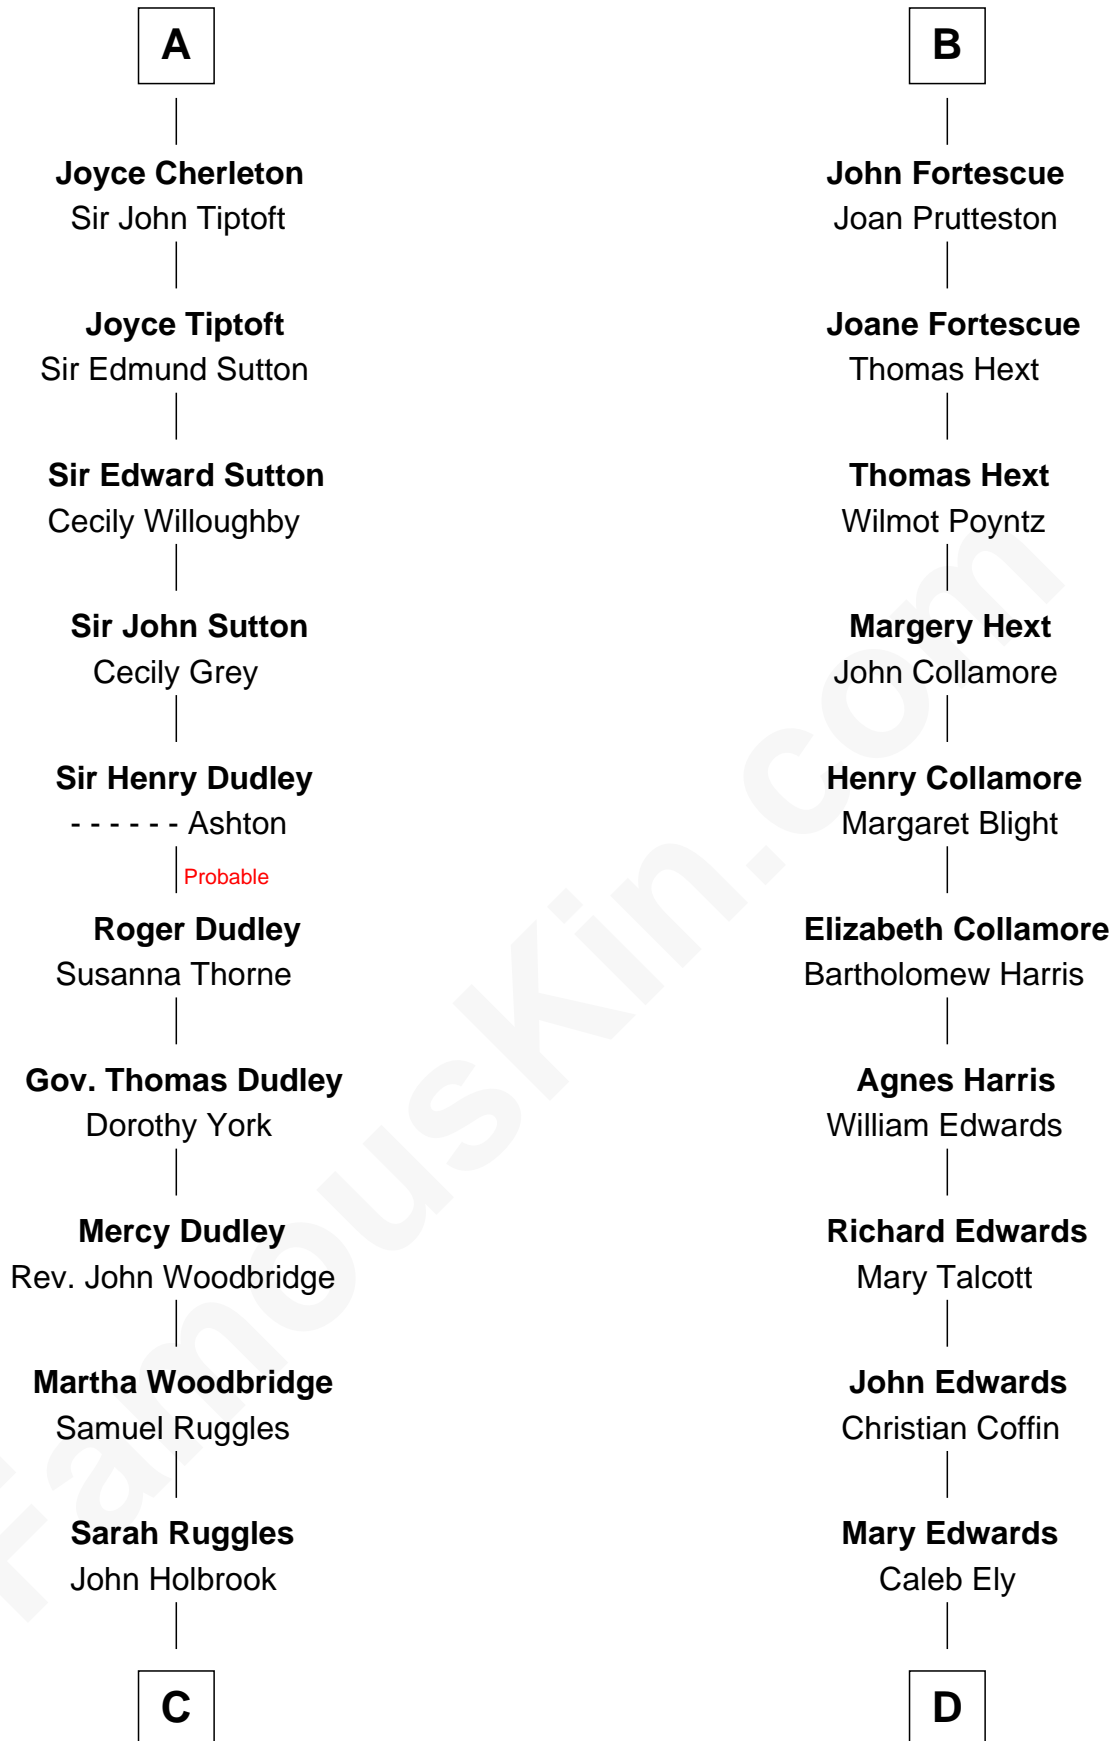 A
Joyce Cherleton
Sir John Tiptoft
Joyce Tiptoft
Sir Edmund Sutton
Sir Edward Sutton
Cecily Willoughby
Sir John Sutton
Cecily Grey
Sir Henry Dudley
- - - - - - Ashton
Probable
Roger Dudley
Susanna Thorne
Gov. Thomas Dudley
Dorothy York
Mercy Dudley
Rev. John Woodbridge
Martha Woodbridge
Samuel Ruggles
Sarah Ruggles
John Holbrook
C
B
John Fortescue
Joan Prutteston
Joane Fortescue
Thomas Hext
Thomas Hext
Wilmot Poyntz
Margery Hext
John Collamore
Henry Collamore
Margaret Blight
Elizabeth Collamore
Bartholomew Harris
Agnes Harris
William Edwards
Richard Edwards
Mary Talcott
John Edwards
Christian Coffin
Mary Edwards
Caleb Ely
D
FamousKin.com